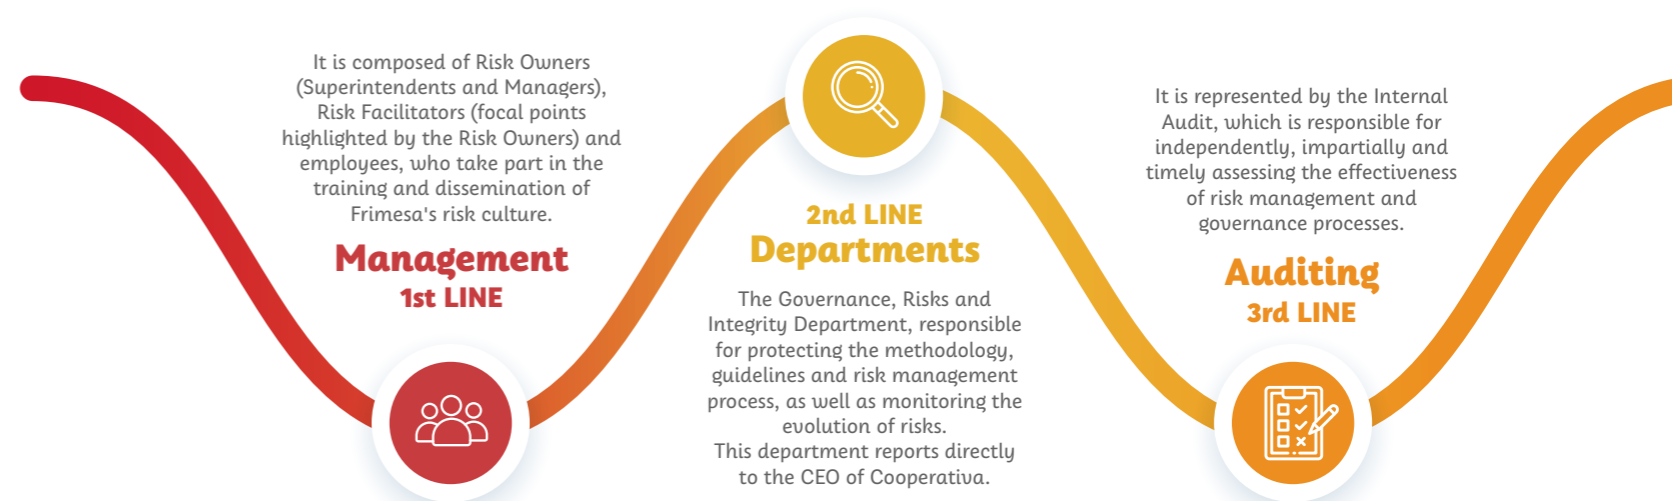 It is composed of Risk Owners
(Superintendents and Managers),
Risk Facilitators (focal points
highlighted by the Risk Owners) and
employees, who take part in the
training and dissemination of
Frimesa's risk culture.
Management
1st LINE
2nd LINE
Departments
The Governance, Risks and
Integrity Department, responsible
for protecting the methodology,
guidelines and risk management
process, as well as monitoring the
evolution of risks.
This department reports directly
to the CEO of Cooperativa.
It is represented by the Internal
Audit, which is responsible for
independently, impartially and
timely assessing the effectiveness
of risk management and
governance processes.
Auditing
3rd LINE